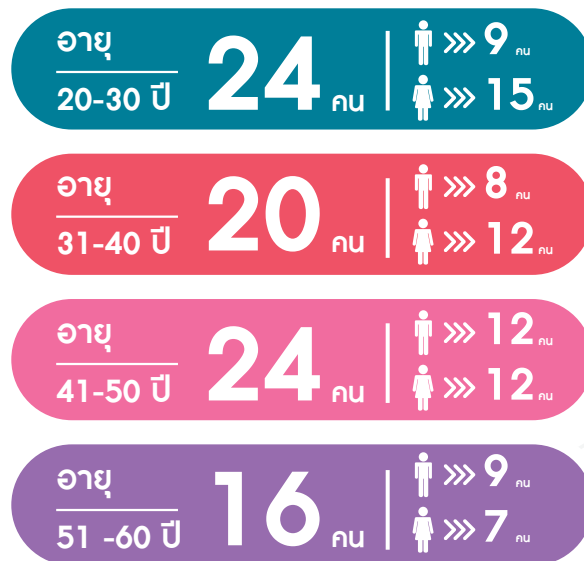 อายุ
20-30 ปี
24 คน
>>> 9 คน
>>> 15 คน
อายุ
31-40 ปี
20 คน
>>> 8 คน
>>> 12 คน
อายุ
41-50 ปี
24 คน
>>> 12 คน
>>> 12 คน
อายุ
51 -60 ปี
16 คน
>>> 9 คน
>>> 7 คน